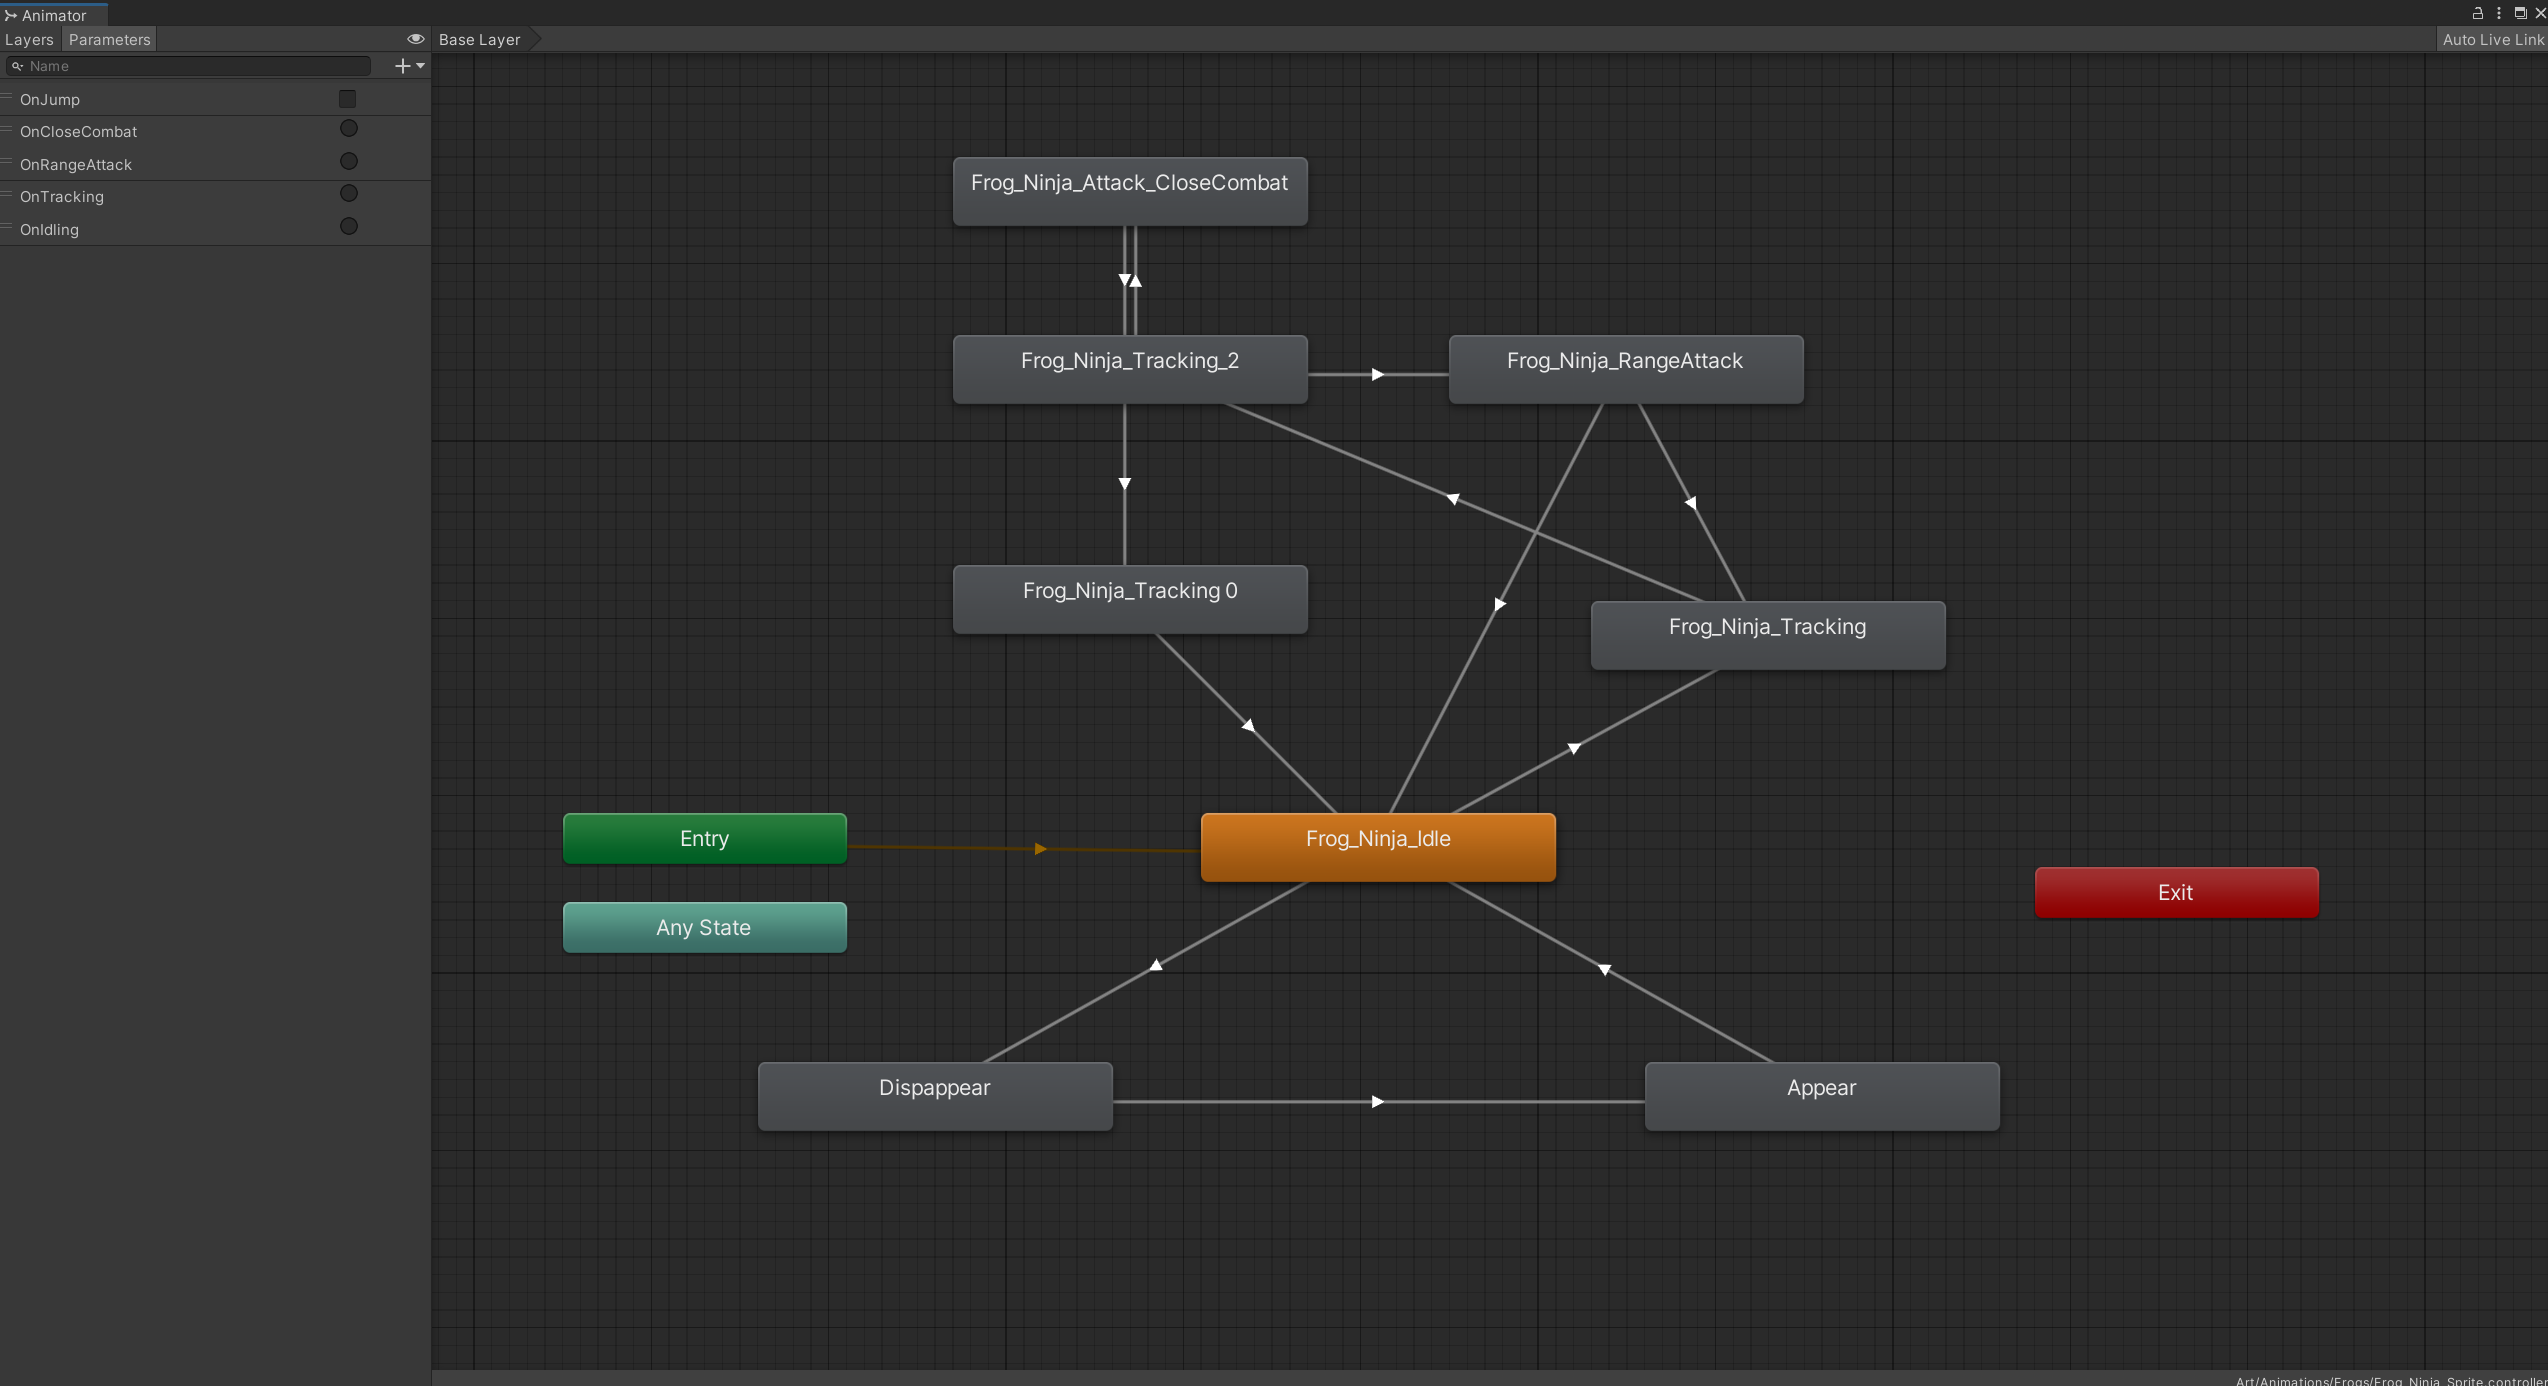 Animator
Layers Parameters
Base Layer
Auto Live Link
Name
OnJump
OnCloseCombat
OnRangeAttack
OnTracking
OnIdling
Frog_Ninja_Attack_CloseCombat
Frog_Ninja_Tracking_2
Frog_Ninja_RangeAttack
Frog_Ninja_Tracking 0
Frog_Ninja_Tracking
Entry
Frog_Ninja_Idle
Exit
Any State
Dispappear
Appear
Art/Animations/Frogs/Frog_Ninja_Sprite.controller